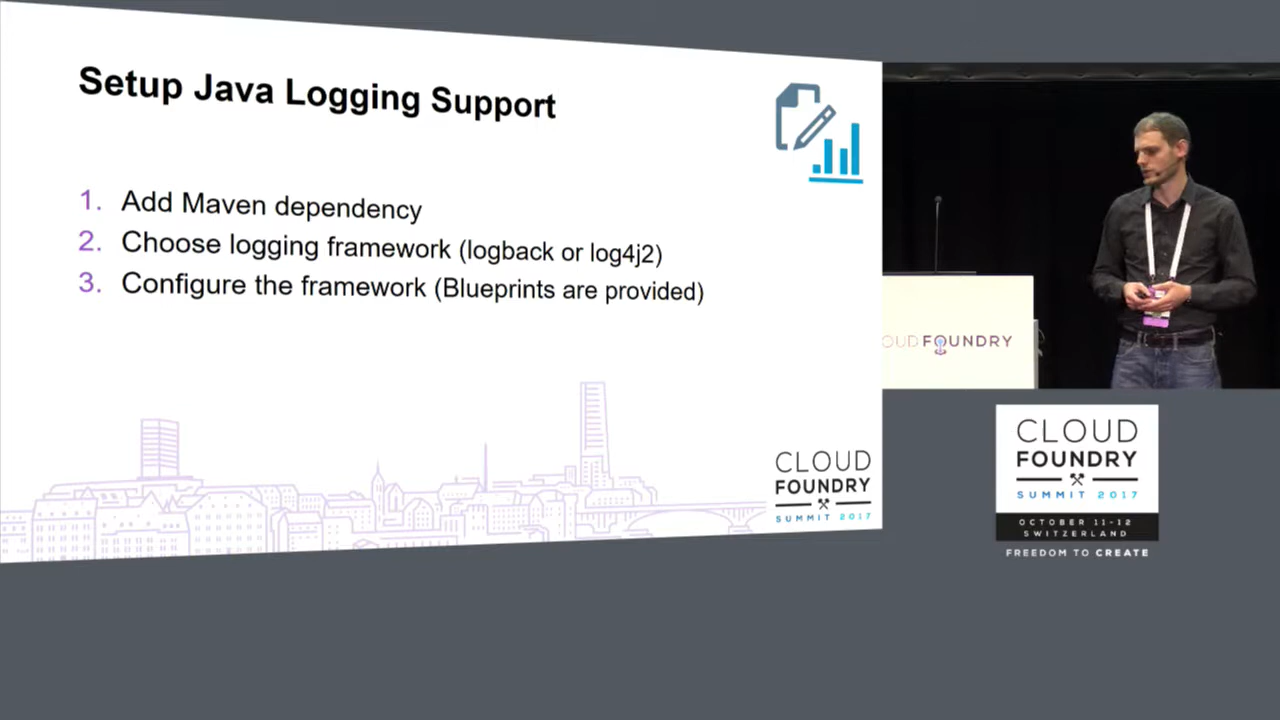 Setup Java Logging Support
1. Add Maven dependency
2. Choose logging framework (logback or log4j2)
3. Configure the framework (Blueprints are provided)
CLOUD
FOUNDRY
SUMMIT 2017
OUD FOUNDRY
CLOUD
FOUNDRY
SUMMIT 2017
OCTOBER 11-12
SWITZERLAND
FREEDOM TO CREATE